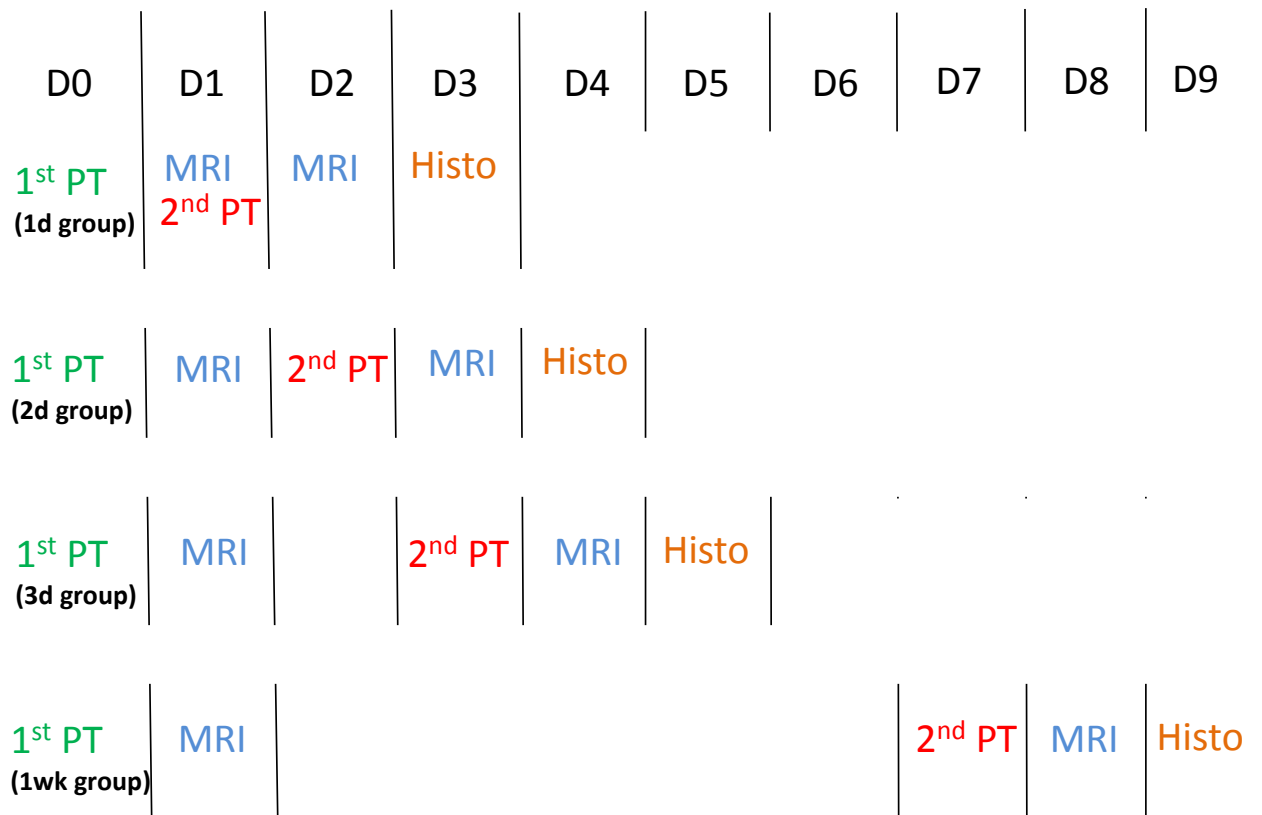 D0 D1 D2 D3 D4 D5 D6 D7 D8 D9
1st PT MRI MRI Histo
(1d group) 2nd PT
1st PT MRI 2nd PT MRI Histo
(2d group)
1st PT MRI 2nd PT MRI Histo
(3d group)
1st PT MRI 2nd PT MRI Histo
(1wk group)